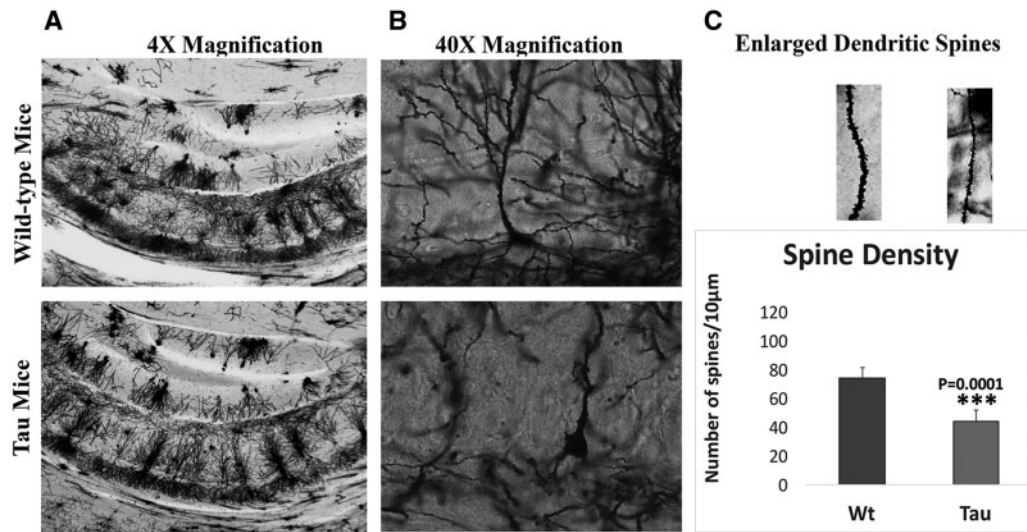 A
4X Magnification
B
40X Magnification
C
Enlarged Dendritic Spines
Wild-type Mice
Tau Mice
Spine Density
Number of spines/10µm
120
100
80
60
40
20
0
P=0.0001
***
Wt
Tau